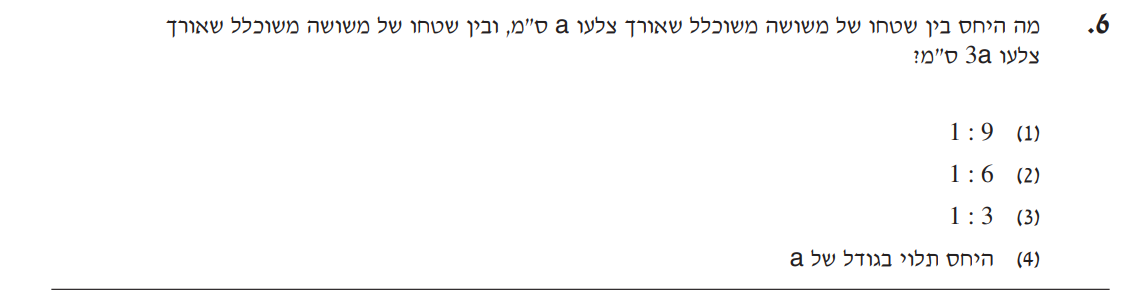 6. מה היחס בין שטחו של משושה משוכלל שאורך צלעו a ס"מ, ובין שטחו של משושה משוכלל שאורך
צלעו 3a ס"מ?
(1) 1 : 9
(2) 1 : 6
(3) 1 : 3
(4) היחס תלוי בגודל של a